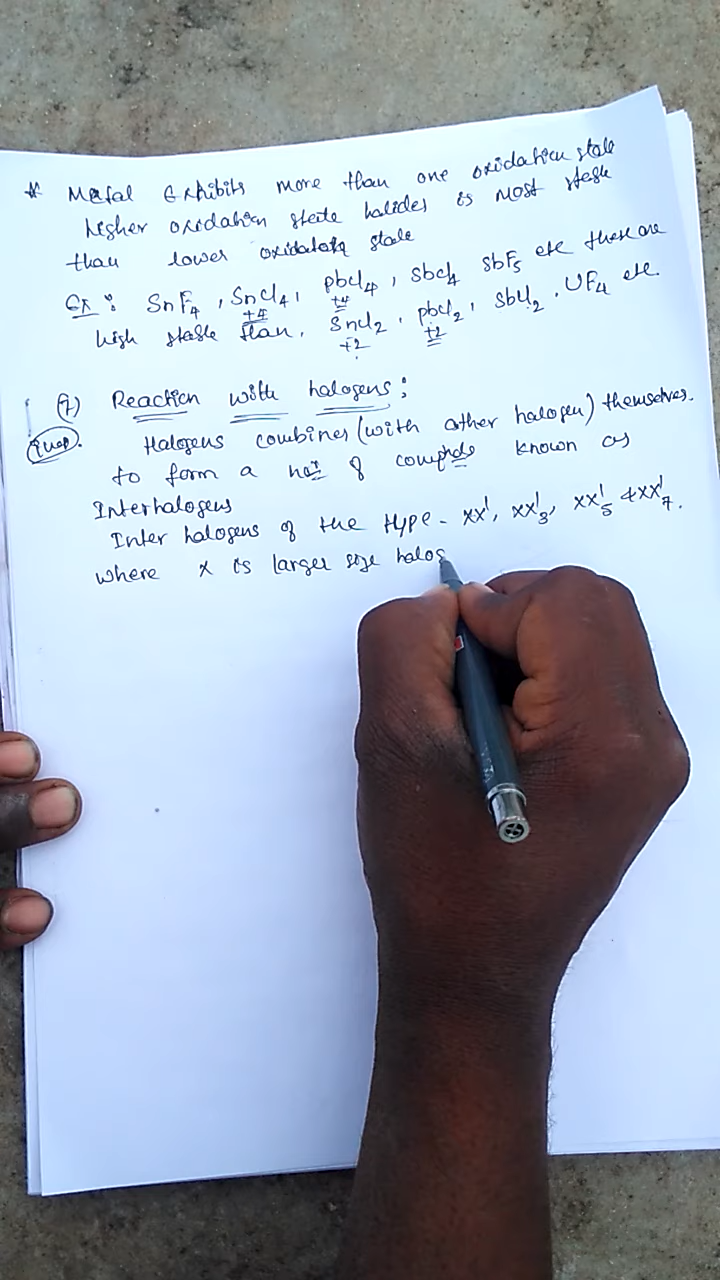 * Metal Exhibits more than one oxidation state
higher oxidation state halides is most stable
than lower oxidation state
Ex: SnF4, SnCl4, PbCl4, SbCl4 SbF5 etc these are
+4 +4
high stable than, SnCl2, PbCl2, SbCl2, UF4 etc.
+2 +2
(7) Reaction with halogens:
Imp. Halogens combines (with other halogen) themselves.
to form a no of compnds known as
Interhalogens
Inter halogens of the type - XX', XX'3, XX'5 & XX'7.
where X is larger size halog